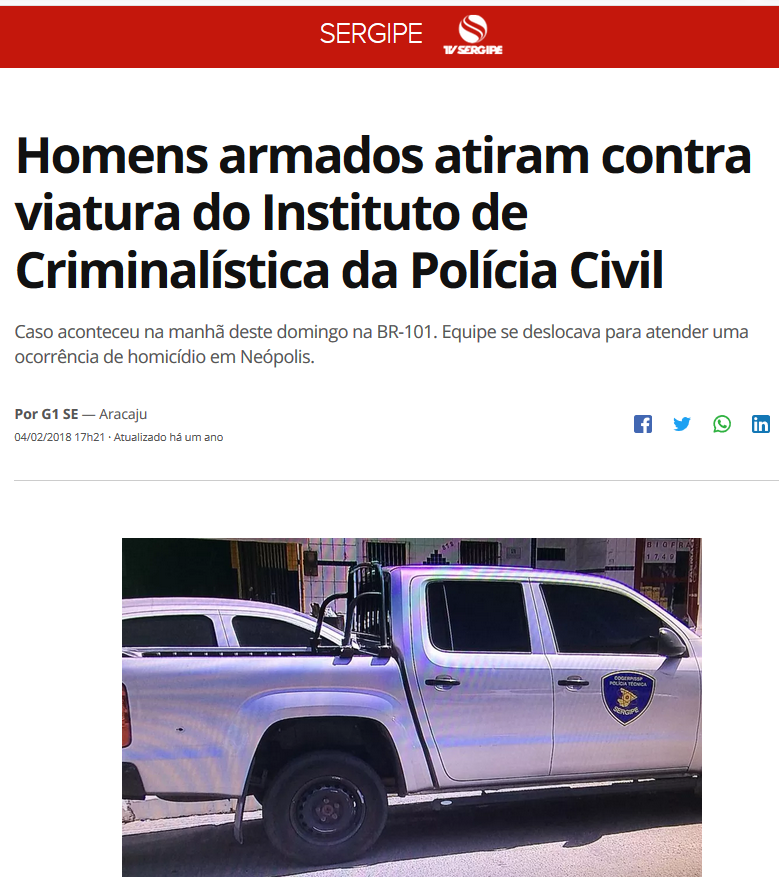 SERGIPE
TV SERGIPE
Homens armados atiram contra
viatura do Instituto de
Criminalística da Polícia Civil
Caso aconteceu na manhã deste domingo na BR-101. Equipe se deslocava para atender uma
ocorrência de homicídio em Neópolis.
Por G1 SE — Aracaju
04/02/2018 17h21 · Atualizado há um ano
COGERP/SSP
POLÍCIA TÉCNICA
SERGIPE